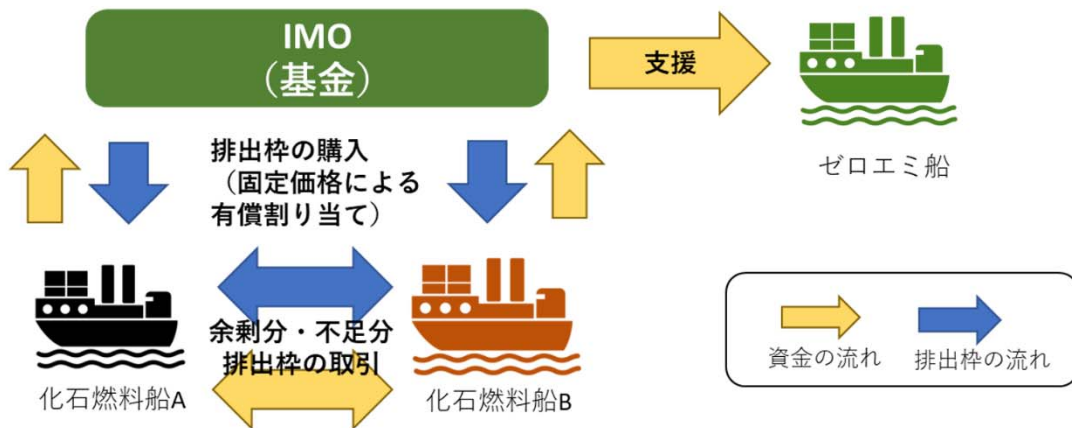 IMO
（基金）
支援
ゼロエミ船
排出枠の購入
（固定価格による
有償割り当て）
余剰分・不足分
排出枠の取引
化石燃料船A
化石燃料船B
資金の流れ
排出枠の流れ